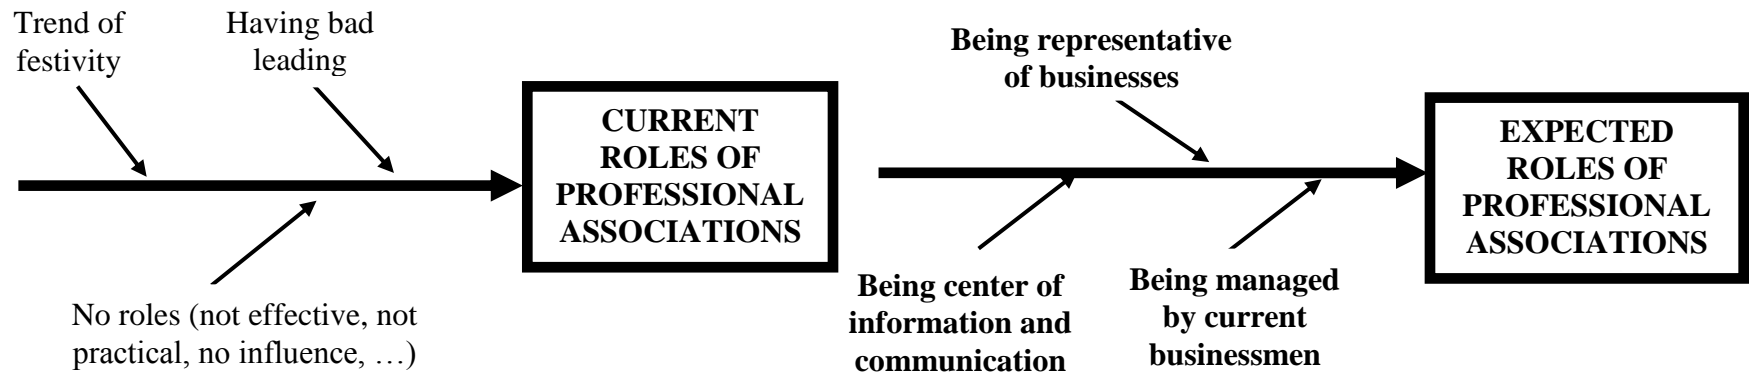 Trend of
festivity
Having bad
leading
No roles (not effective, not
practical, no influence, …)
CURRENT
ROLES OF
PROFESSIONAL
ASSOCIATIONS
Being representative
of businesses
Being center of
information and
communication
Being managed
by current
businessmen
EXPECTED
ROLES OF
PROFESSIONAL
ASSOCIATIONS